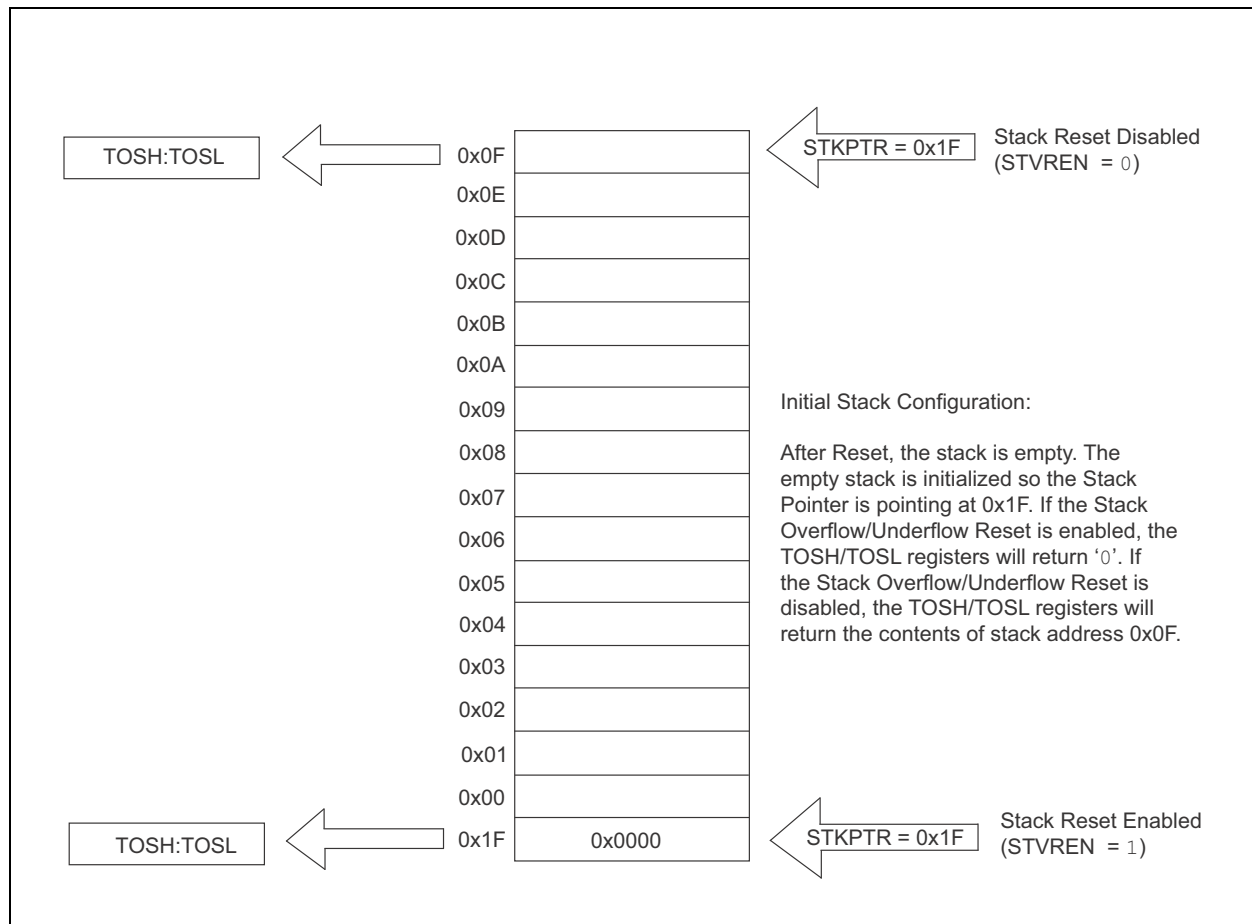 TOSH:TOSL
0x0F
STKPTR = 0x1F
Stack Reset Disabled
(STVREN = 0)
0x0E
0x0D
0x0C
0x0B
0x0A
0x09
0x08
0x07
0x06
0x05
0x04
0x03
0x02
0x01
0x00
Initial Stack Configuration:
After Reset, the stack is empty. The
empty stack is initialized so the Stack
Pointer is pointing at 0x1F. If the Stack
Overflow/Underflow Reset is enabled, the
TOSH/TOSL registers will return ‘0’. If
the Stack Overflow/Underflow Reset is
disabled, the TOSH/TOSL registers will
return the contents of stack address 0x0F.
TOSH:TOSL
0x1F
0x0000
STKPTR = 0x1F
Stack Reset Enabled
(STVREN = 1)